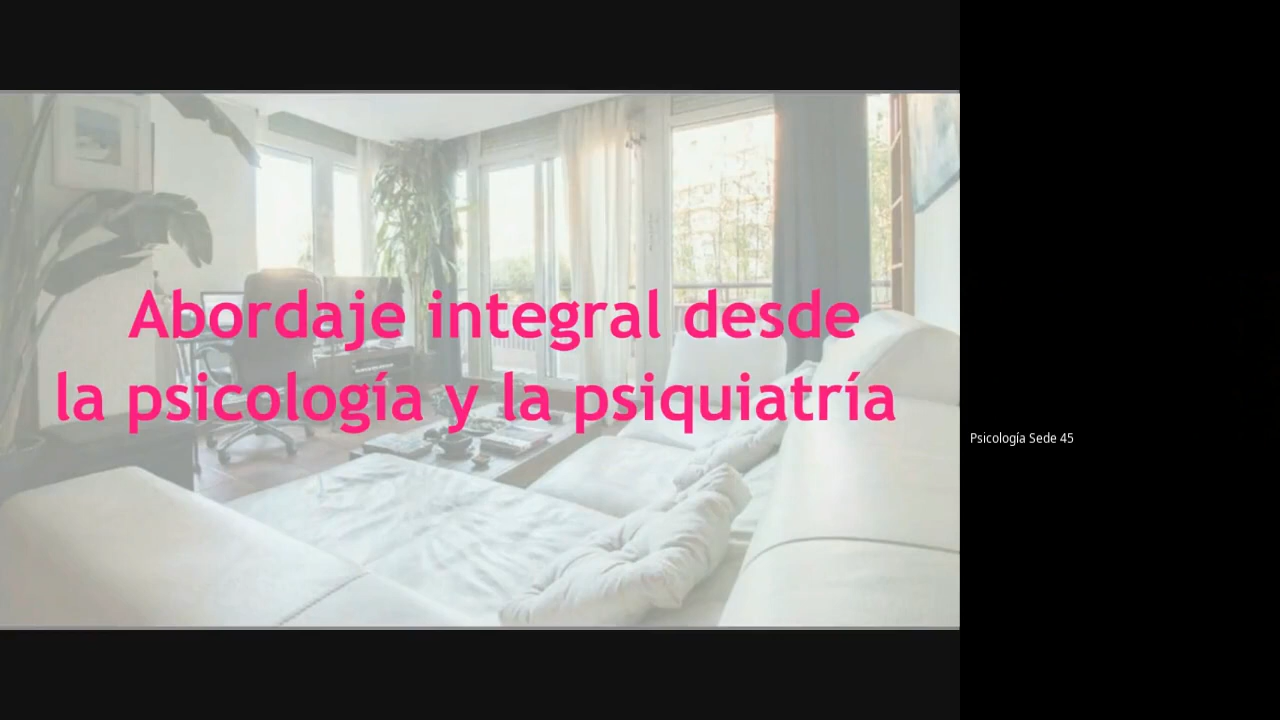 Abordaje integral desde
la psicología y la psiquiatría
Psicología Sede 45